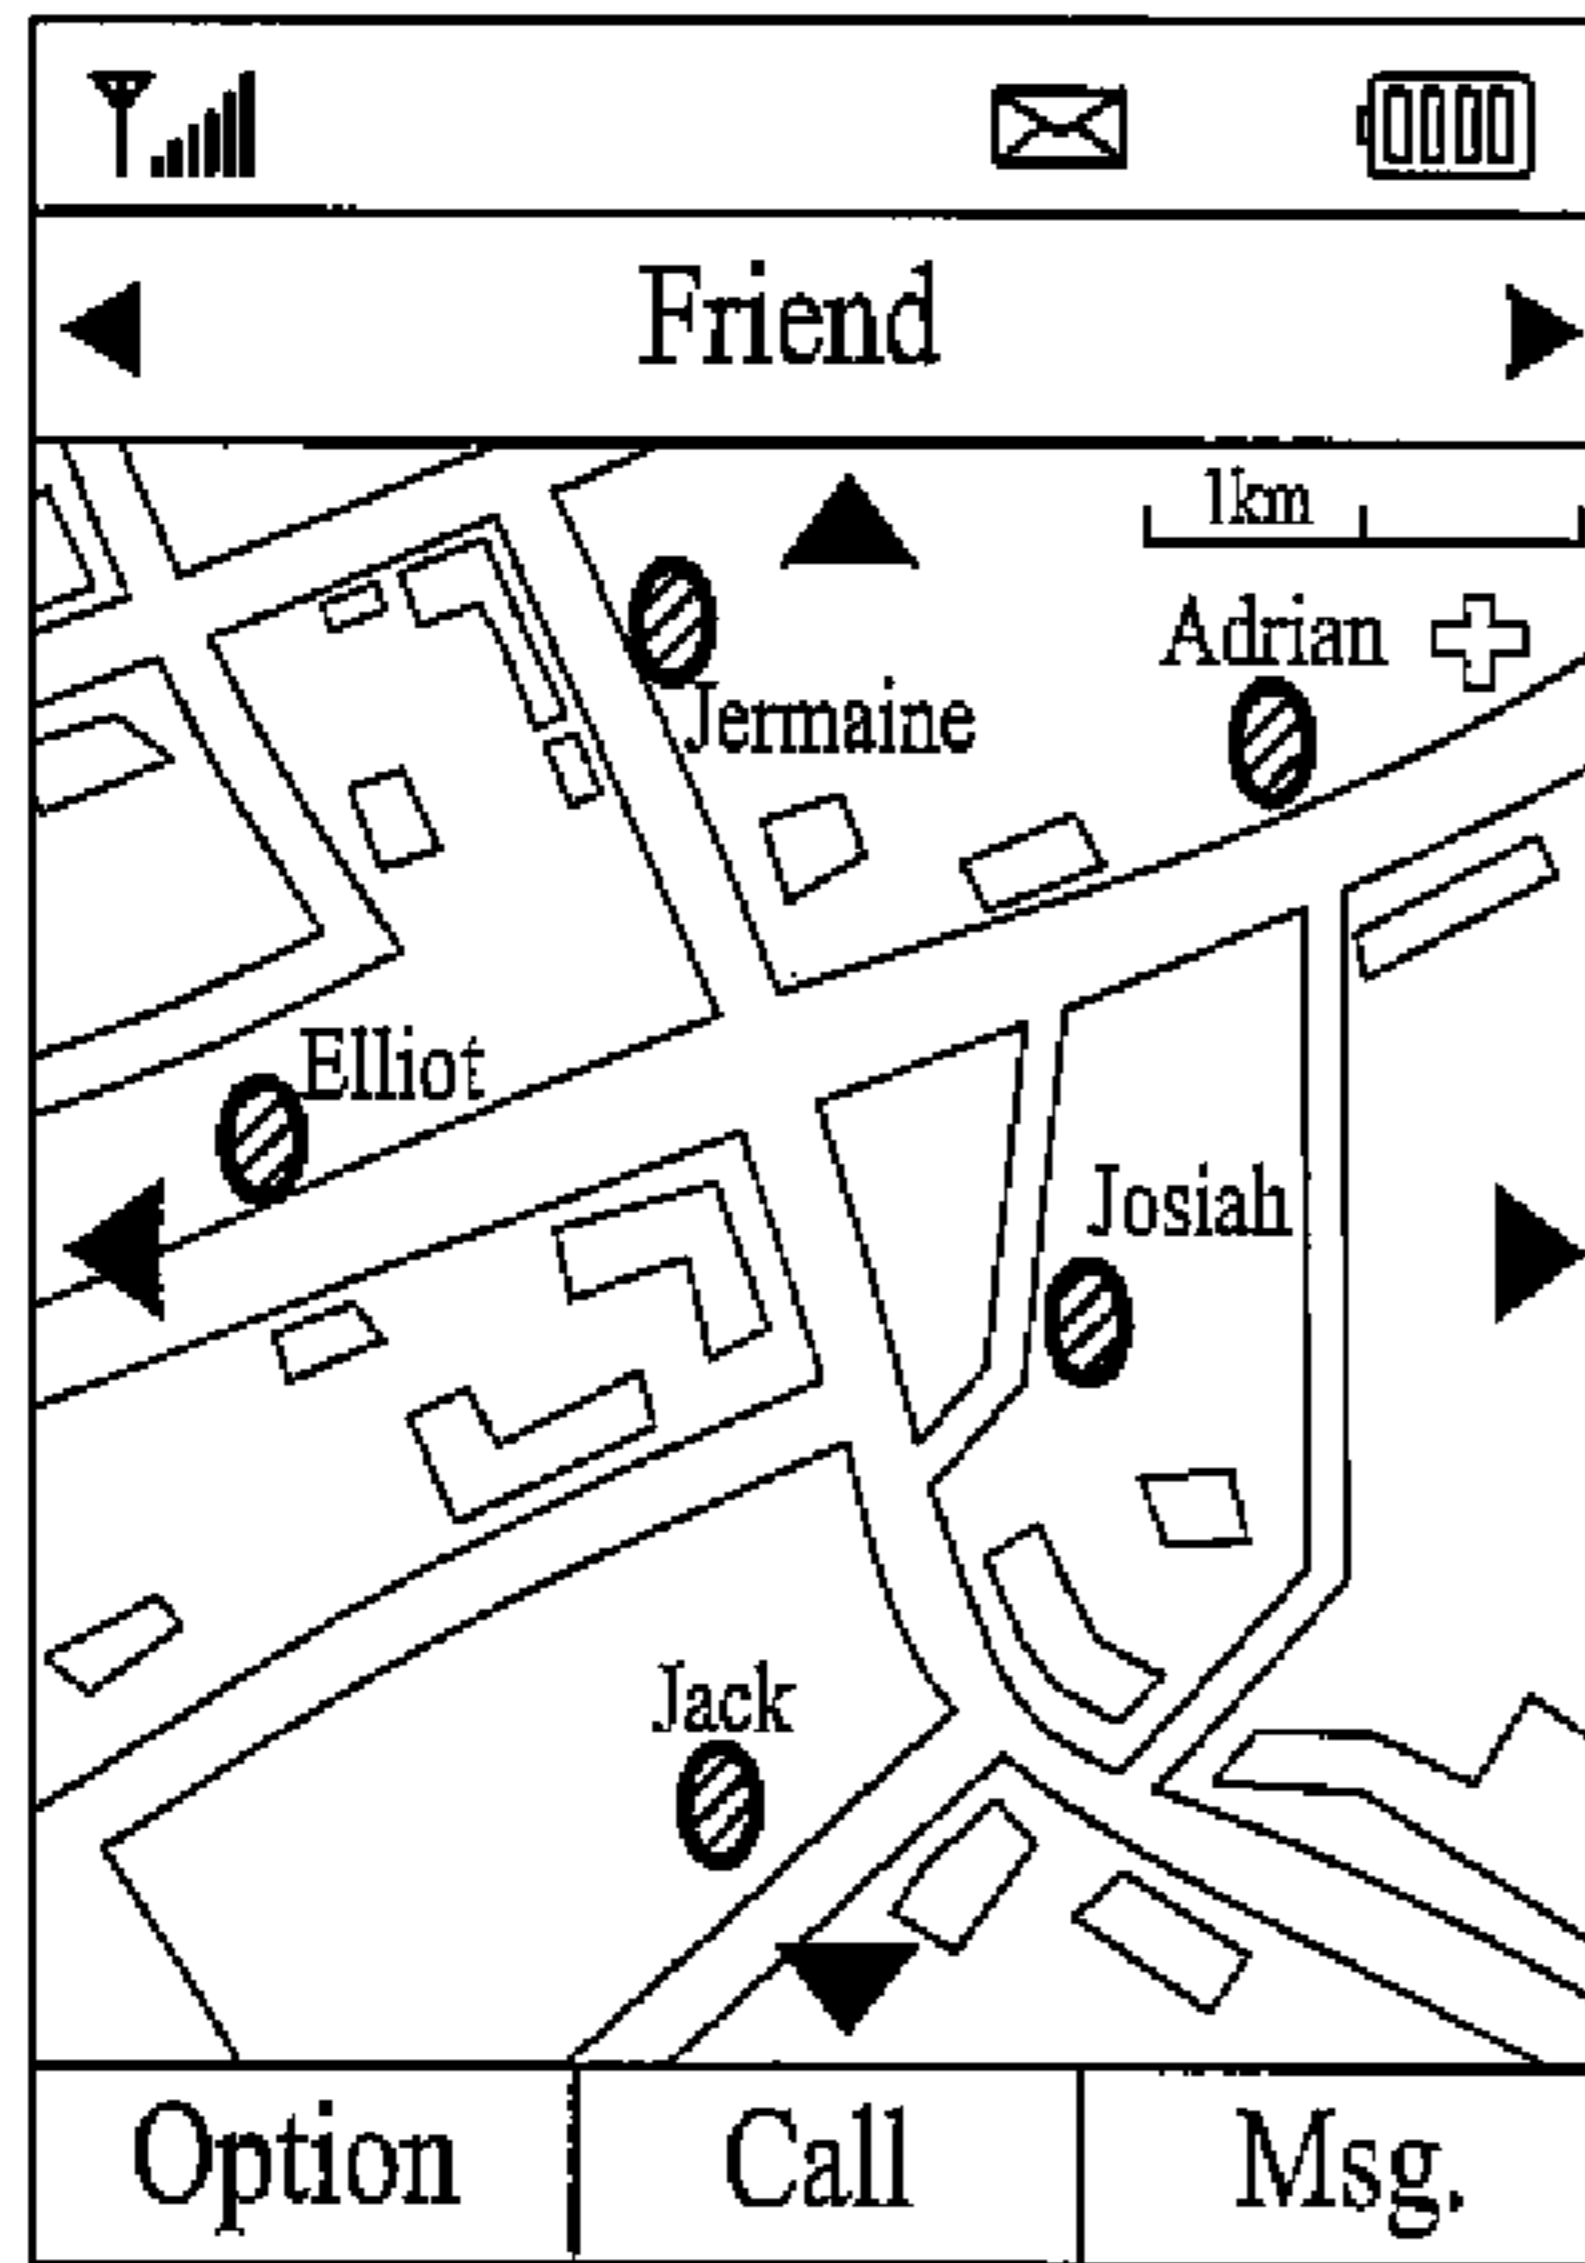 Friend
1km
Adrian
Jermaine
Elliot
Josiah
Jack
Option
Call
Msg.